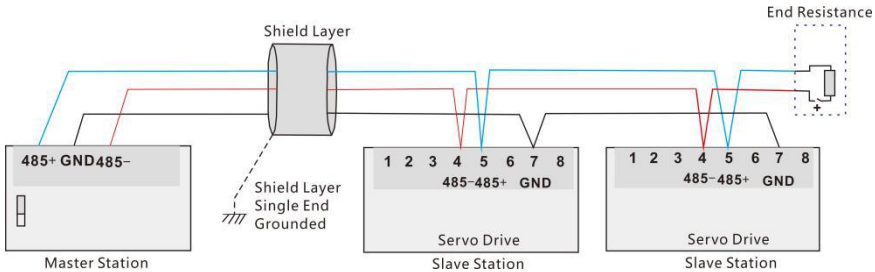 End Resistance
Shield Layer
+
485+ GND 485-
1 2 3 4 5 6 7 8
485- 485+ GND
1 2 3 4 5 6 7 8
485- 485+ GND
Shield Layer
Single End
Grounded
Servo Drive
Servo Drive
Master Station
Slave Station
Slave Station